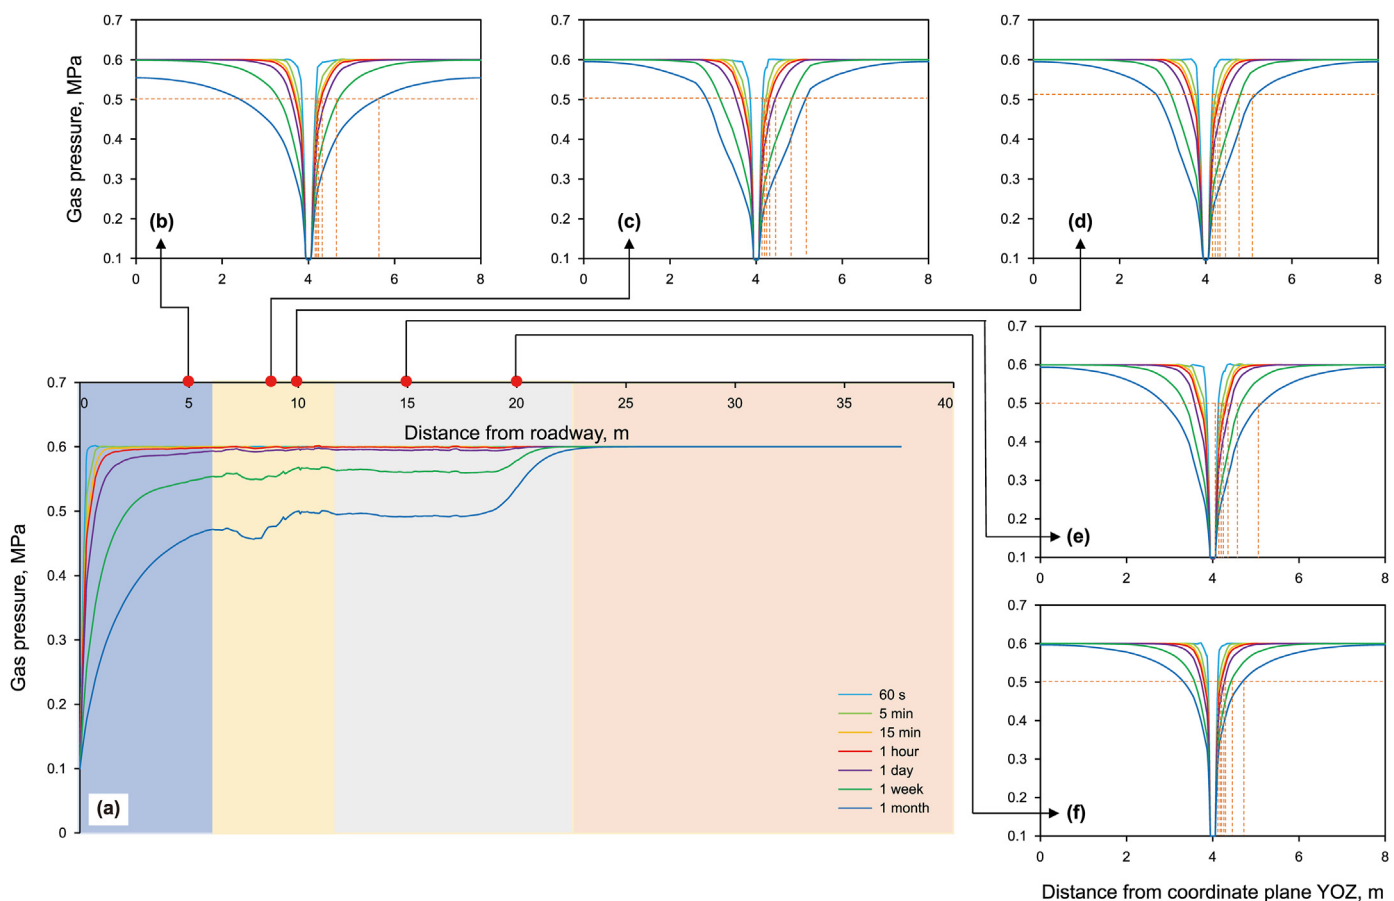 0.7
0.6
0.5
0.4
0.3
0.2
0.1
0 2 4 6 8
Gas pressure, MPa
(b)
0.7
0.6
0.5
0.4
0.3
0.2
0.1
0 2 4 6 8
(c)
0.7
0.6
0.5
0.4
0.3
0.2
0.1
0 2 4 6 8
(d)
0.7
0.6
0.5
0.4
0.3
0.2
0.1
0 2 4 6 8
(e)
0.7
0.6
0.5
0.4
0.3
0.2
0.1
0
0 5 10 15 20 25 30 35 40
Distance from roadway, m
Gas pressure, MPa
60 s
5 min
15 min
1 hour
1 day
1 week
1 month
(a)
0.7
0.6
0.5
0.4
0.3
0.2
0.1
0 2 4 6 8
(f)
Distance from coordinate plane YOZ, m